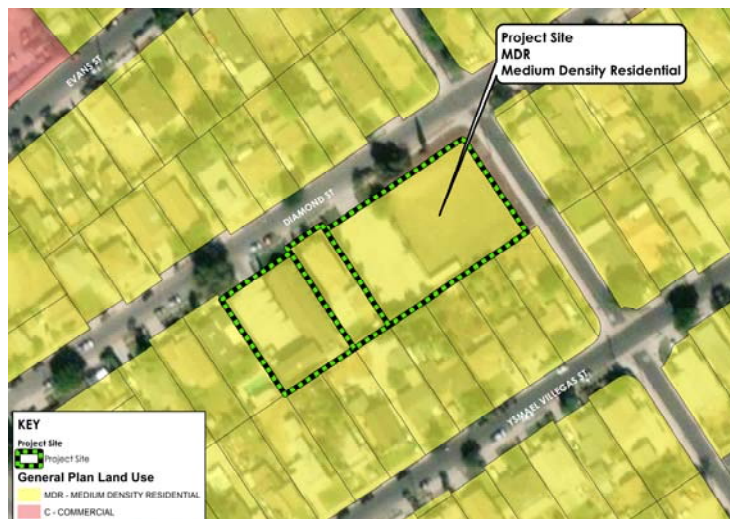 Project Site
MDR
Medium Density Residential
EVANS ST
DIAMOND ST
YSMAEL VILLEGAS ST
KEY
Project Site
Project Site
General Plan Land Use
MDR - MEDIUM DENSITY RESIDENTIAL
C - COMMERCIAL